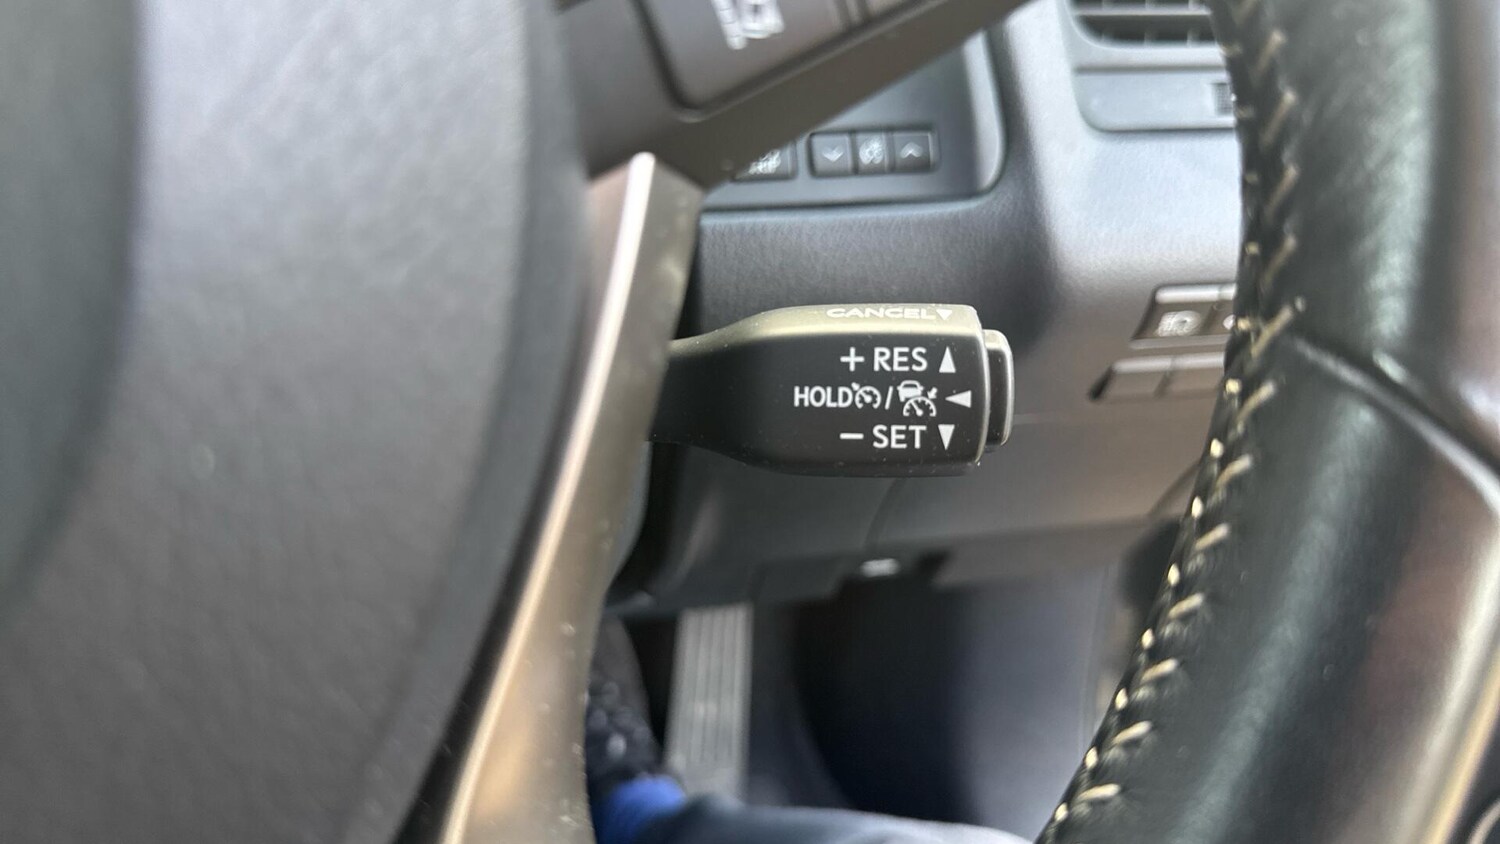 CANCEL▼
+ RES ▲
HOLD / ◄
− SET ▼